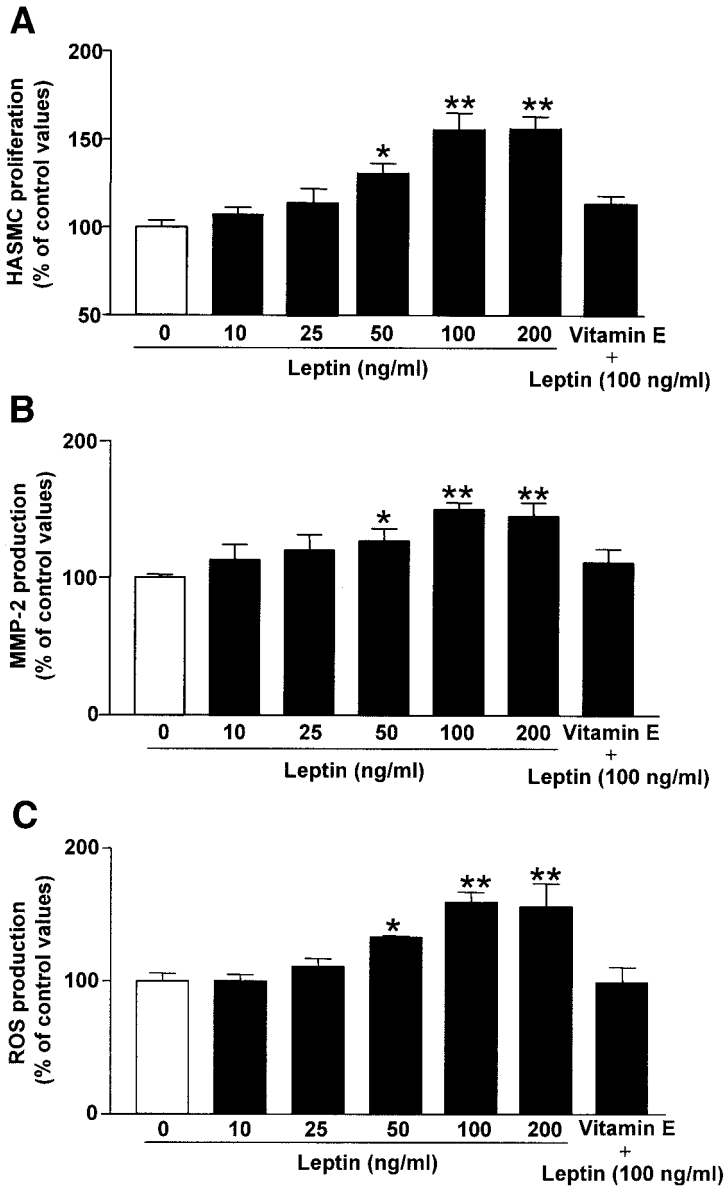 A
HASMC proliferation
(% of control values)
200
150
100
50
*
**
**
0 10 25 50 100 200 Vitamin E
+
Leptin (ng/ml)
Leptin (100 ng/ml)
B
MMP-2 production
(% of control values)
200
100
0
*
**
**
0 10 25 50 100 200 Vitamin E
+
Leptin (ng/ml)
Leptin (100 ng/ml)
C
ROS production
(% of control values)
200
100
0
*
**
**
0 10 25 50 100 200 Vitamin E
+
Leptin (ng/ml)
Leptin (100 ng/ml)